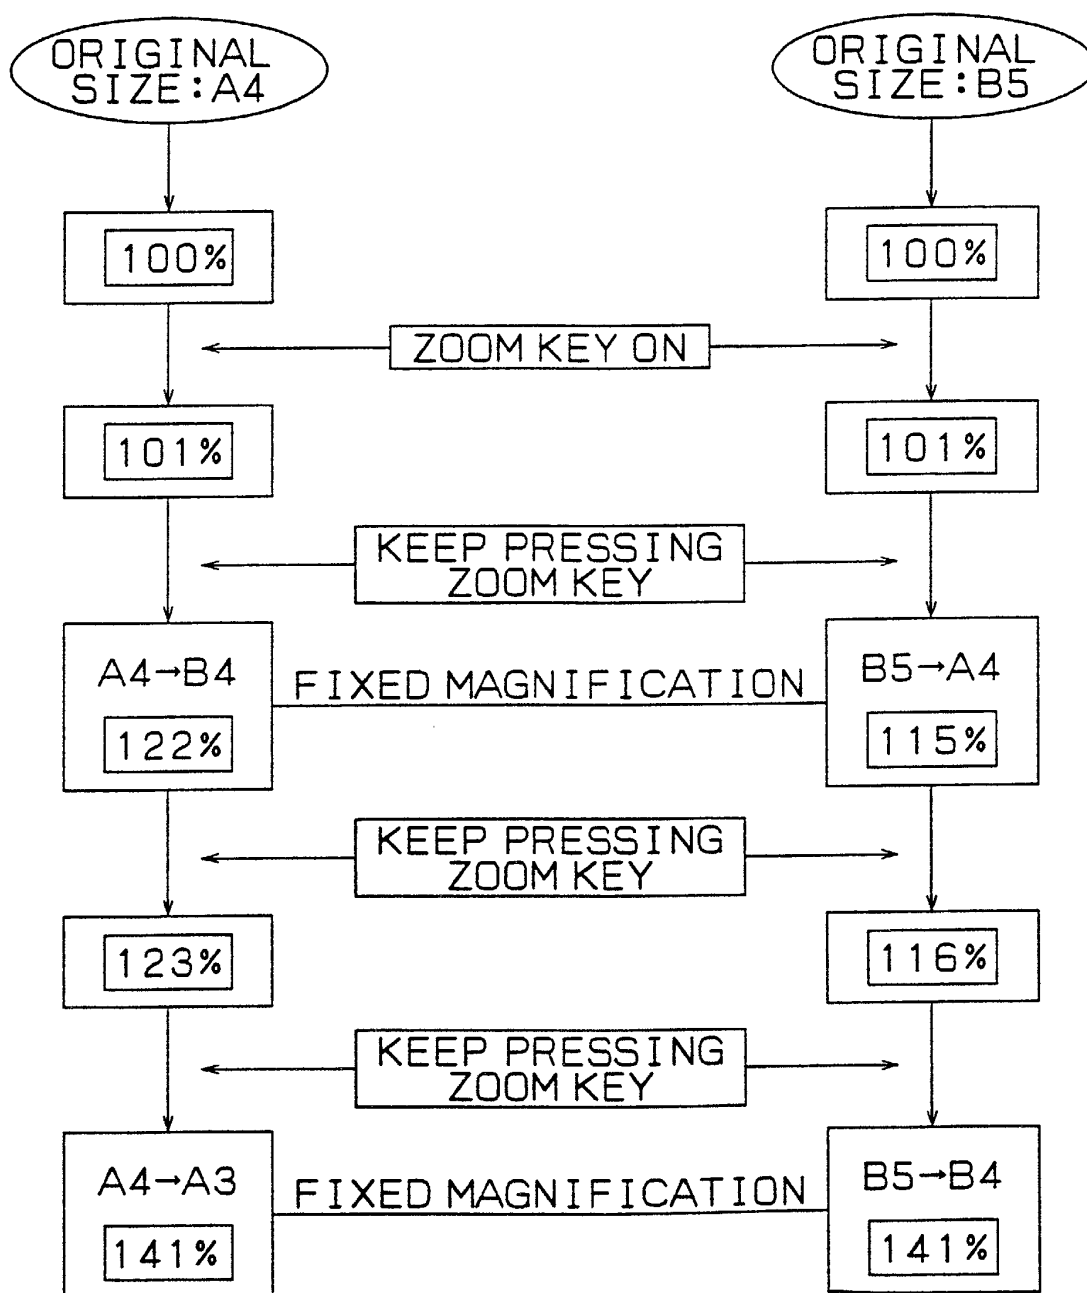 ORIGINAL
SIZE:A4
ORIGINAL
SIZE:B5
100%
100%
ZOOM KEY ON
101%
101%
KEEP PRESSING
ZOOM KEY
A4→B4
122%
FIXED MAGNIFICATION
B5→A4
115%
KEEP PRESSING
ZOOM KEY
123%
116%
KEEP PRESSING
ZOOM KEY
A4→A3
141%
FIXED MAGNIFICATION
B5→B4
141%